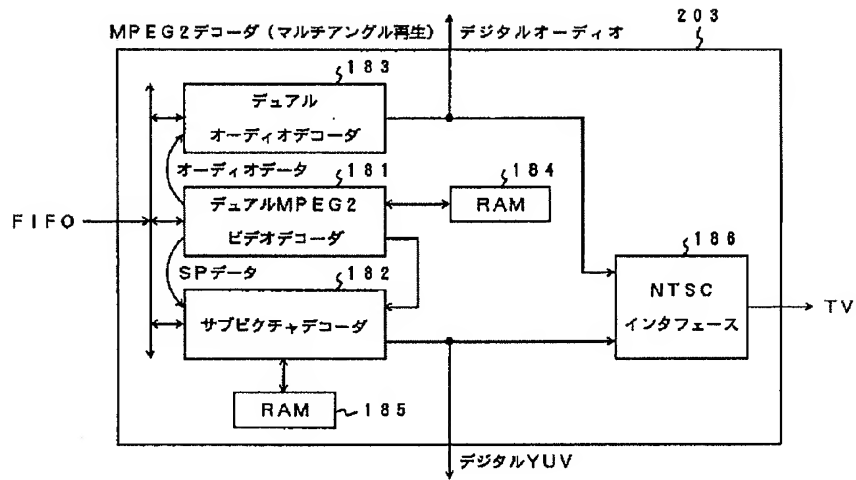 MPEG2デコーダ(マルチアングル再生)
デジタルオーディオ
203
183
デュアル
オーディオデコーダ
オーディオデータ
181
184
デュアルMPEG2
ビデオデコーダ
RAM
FIFO
186
SPデータ
182
NTSC
インタフェース
TV
サブピクチャデコーダ
RAM
185
デジタルYUV